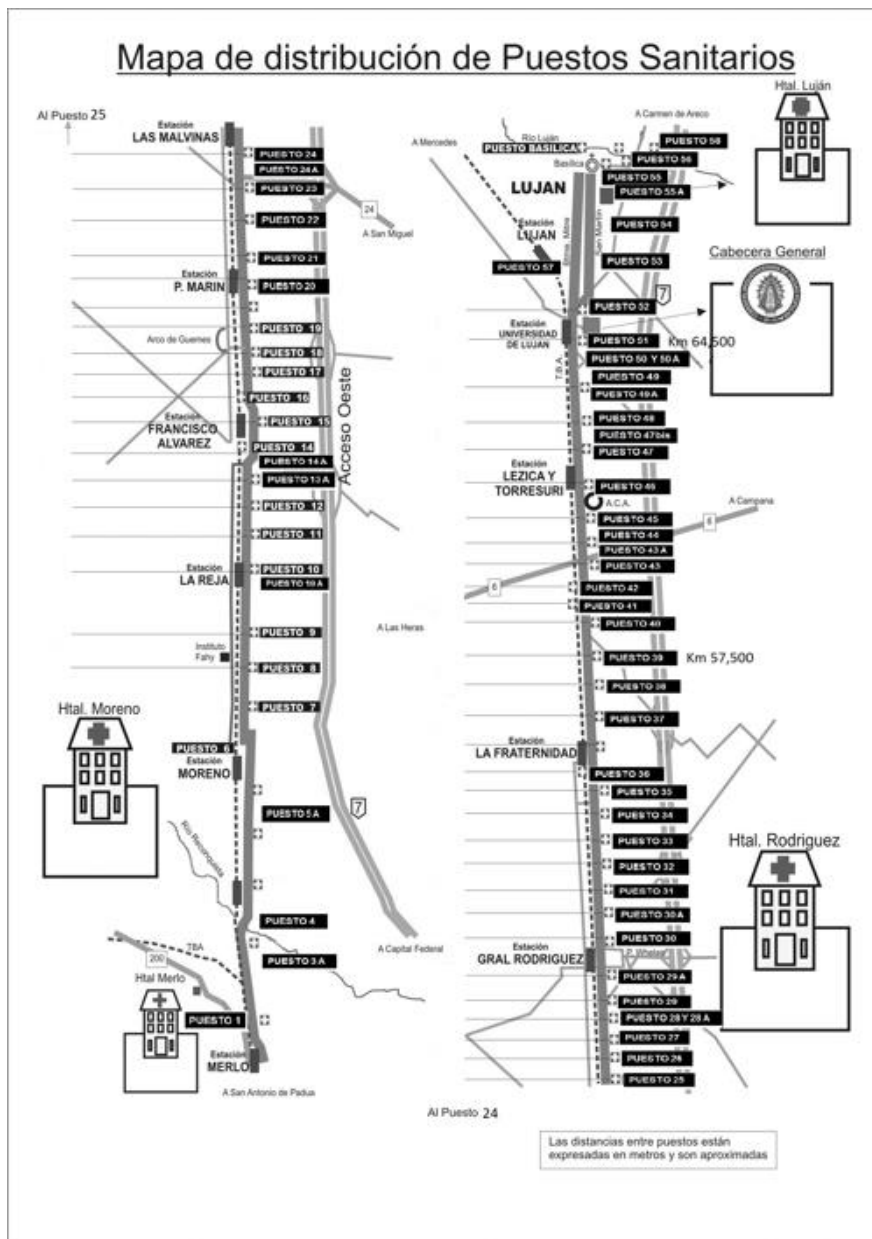 Mapa de distribución de Puestos Sanitarios
Al Puesto 25
Estación
LAS MALVINAS
PUESTO 24
PUESTO 24 A
PUESTO 23
24
PUESTO 22
A San Miguel
PUESTO 21
Estación
P. MARIN
PUESTO 20
PUESTO 19
Arco de Guemes
PUESTO 18
PUESTO 17
PUESTO 16
Estación
FRANCISCO
ALVAREZ
PUESTO 15
PUESTO 14
PUESTO 14 A
PUESTO 13 A
Acceso Oeste
PUESTO 12
PUESTO 11
Estación
LA REJA
PUESTO 10
PUESTO 10 A
PUESTO 9
A Las Heras
Instituto
Fahy
PUESTO 8
PUESTO 7
Htal. Moreno
PUESTO 6
Estación
MORENO
PUESTO 5A
7
Río Reconquista
PUESTO 4
A Capital Federal
PUESTO 3 A
TBA
200
Htal Merlo
PUESTO 1
Estación
MERLO
A San Antonio de Padua
Htal. Luján
A Carmen de Areco
A Mercedes
Río Luján
PUESTO BASILICA
PUESTO 58
Basílica
PUESTO 56
PUESTO 55
PUESTO 55 A
LUJAN
Estación
LUJAN
San Martín
PUESTO 54
PUESTO 53
PUESTO 57
Cabecera General
7
PUESTO 52
Estación
UNIVERSIDAD
DE LUJAN
PUESTO 51
Km 64,500
T.B.A.
PUESTO 50 Y 50 A
PUESTO 49
PUESTO 49A
PUESTO 48
PUESTO 47bis
PUESTO 47
Estación
LEZICA Y
TORRESURI
PUESTO 46
A.C.A.
A Campana
PUESTO 45
6
PUESTO 44
PUESTO 43 A
PUESTO 43
6
PUESTO 42
PUESTO 41
PUESTO 40
PUESTO 39
Km 57,500
PUESTO 38
PUESTO 37
Estación
LA FRATERNIDAD
PUESTO 36
PUESTO 35
PUESTO 34
PUESTO 33
PUESTO 32
Htal. Rodriguez
PUESTO 31
PUESTO 30 A
PUESTO 30
Estación
GRAL RODRIGUEZ
PUESTO 29 A
PUESTO 29
PUESTO 28 Y 28 A
PUESTO 27
PUESTO 26
PUESTO 25
Al Puesto 24
Las distancias entre puestos están
expresadas en metros y son aproximadas